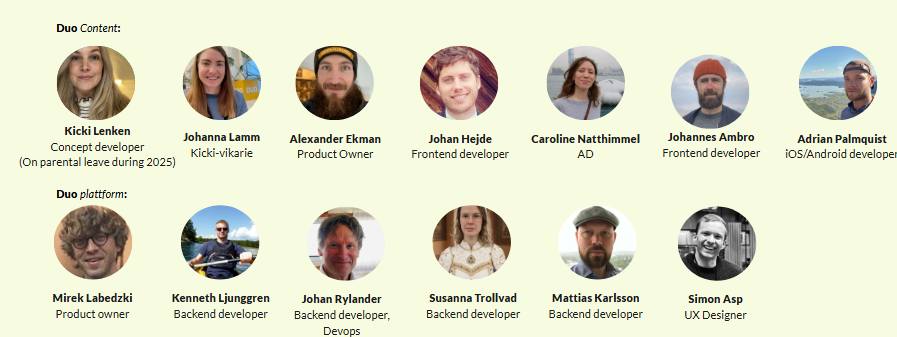 Duo Content:
Kicki Lenken
Concept developer
(On parental leave during 2025)
Johanna Lamm
Kicki-vikarie
Alexander Ekman
Product Owner
Johan Hejde
Frontend developer
Caroline Natthimmel
AD
Johannes Ambro
Frontend developer
Adrian Palmquist
iOS/Android developer
Duo plattform:
Mirek Labedzki
Product owner
Kenneth Ljunggren
Backend developer
Johan Rylander
Backend developer,
Devops
Susanna Trollvad
Backend developer
Mattias Karlsson
Backend developer
Simon Asp
UX Designer